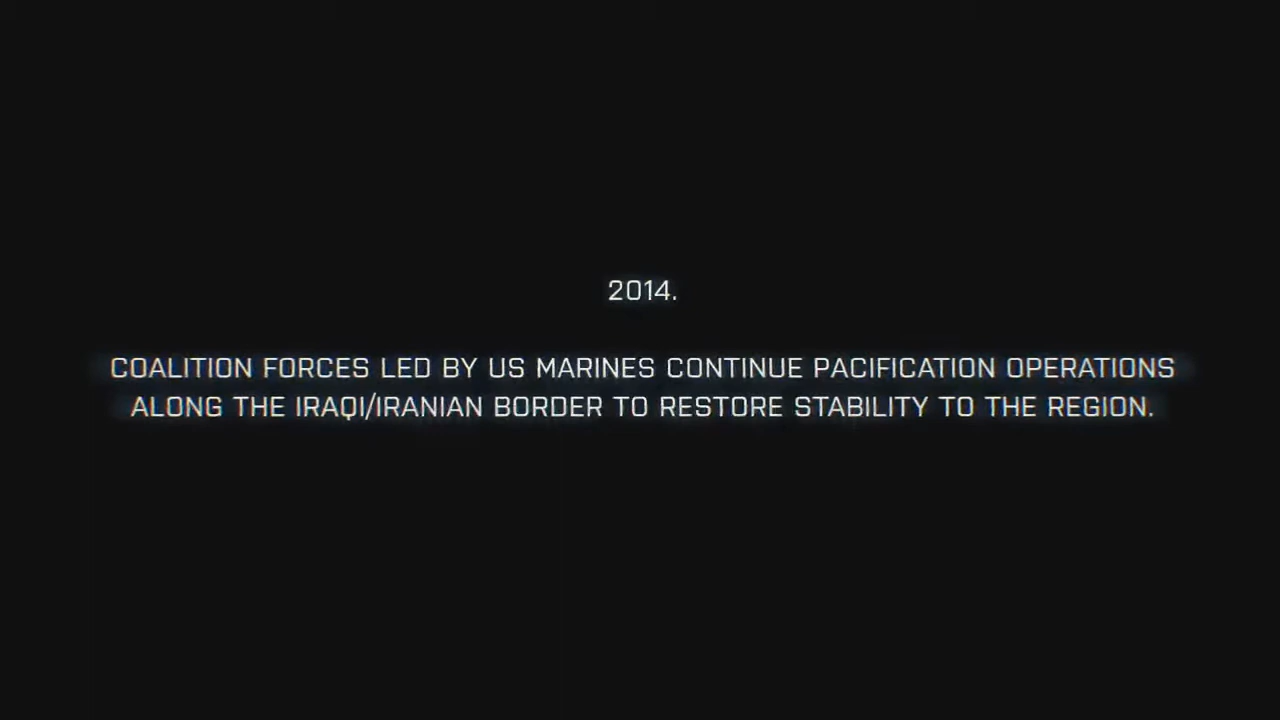 2014.
COALITION FORCES LED BY US MARINES CONTINUE PACIFICATION OPERATIONS
ALONG THE IRAQI/IRANIAN BORDER TO RESTORE STABILITY TO THE REGION.